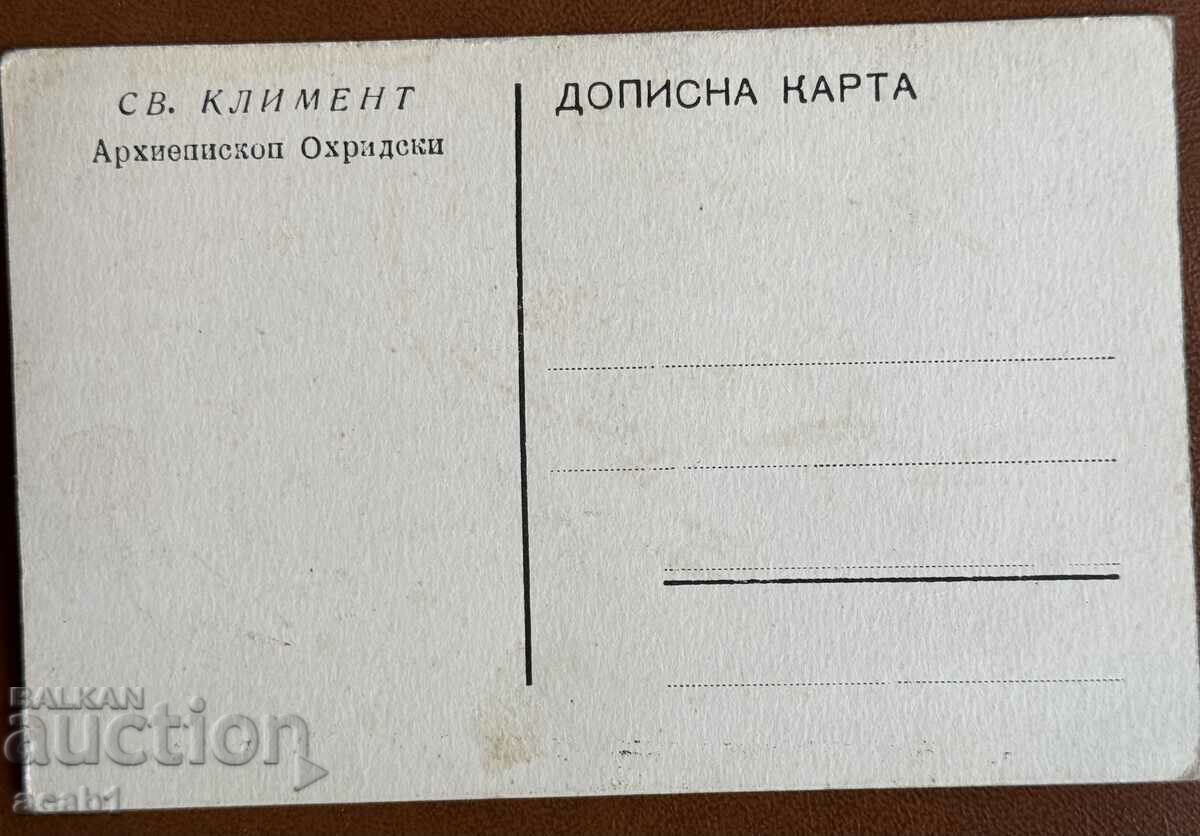 СВ. КЛИМЕНТ
Архиепископ Охридски
ДОПИСНА КАРТА
BALKAN
auction
acab1